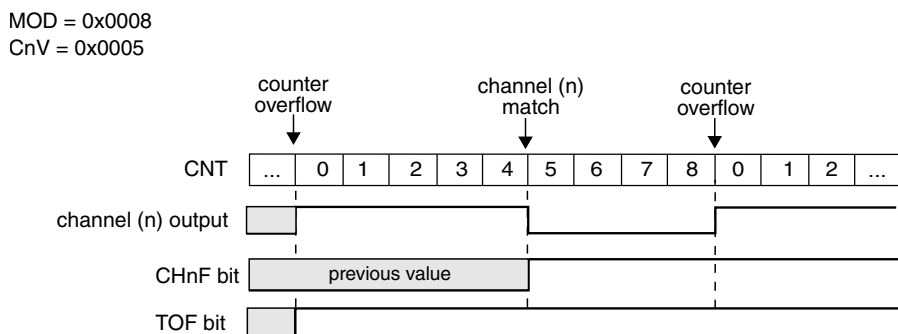 MOD = 0x0008
CnV = 0x0005
counter
overflow
channel (n)
match
counter
overflow
CNT ... 0 1 2 3 4 5 6 7 8 0 1 2 ...
channel (n) output
CHnF bit previous value
TOF bit